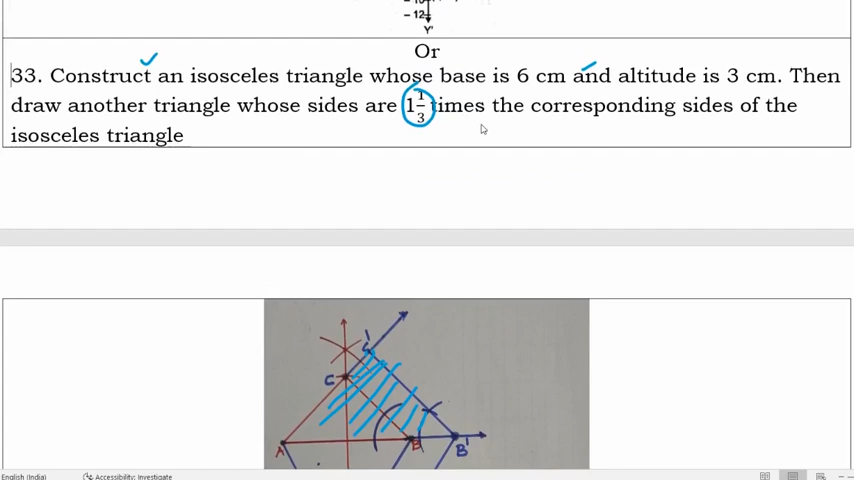 -12
Y'
Or
33. Construct an isosceles triangle whose base is 6 cm and altitude is 3 cm. Then
draw another triangle whose sides are 1 1/3 times the corresponding sides of the
isosceles triangle
C'
C
A
B
B'
English (India)
Accessibility: Investigate